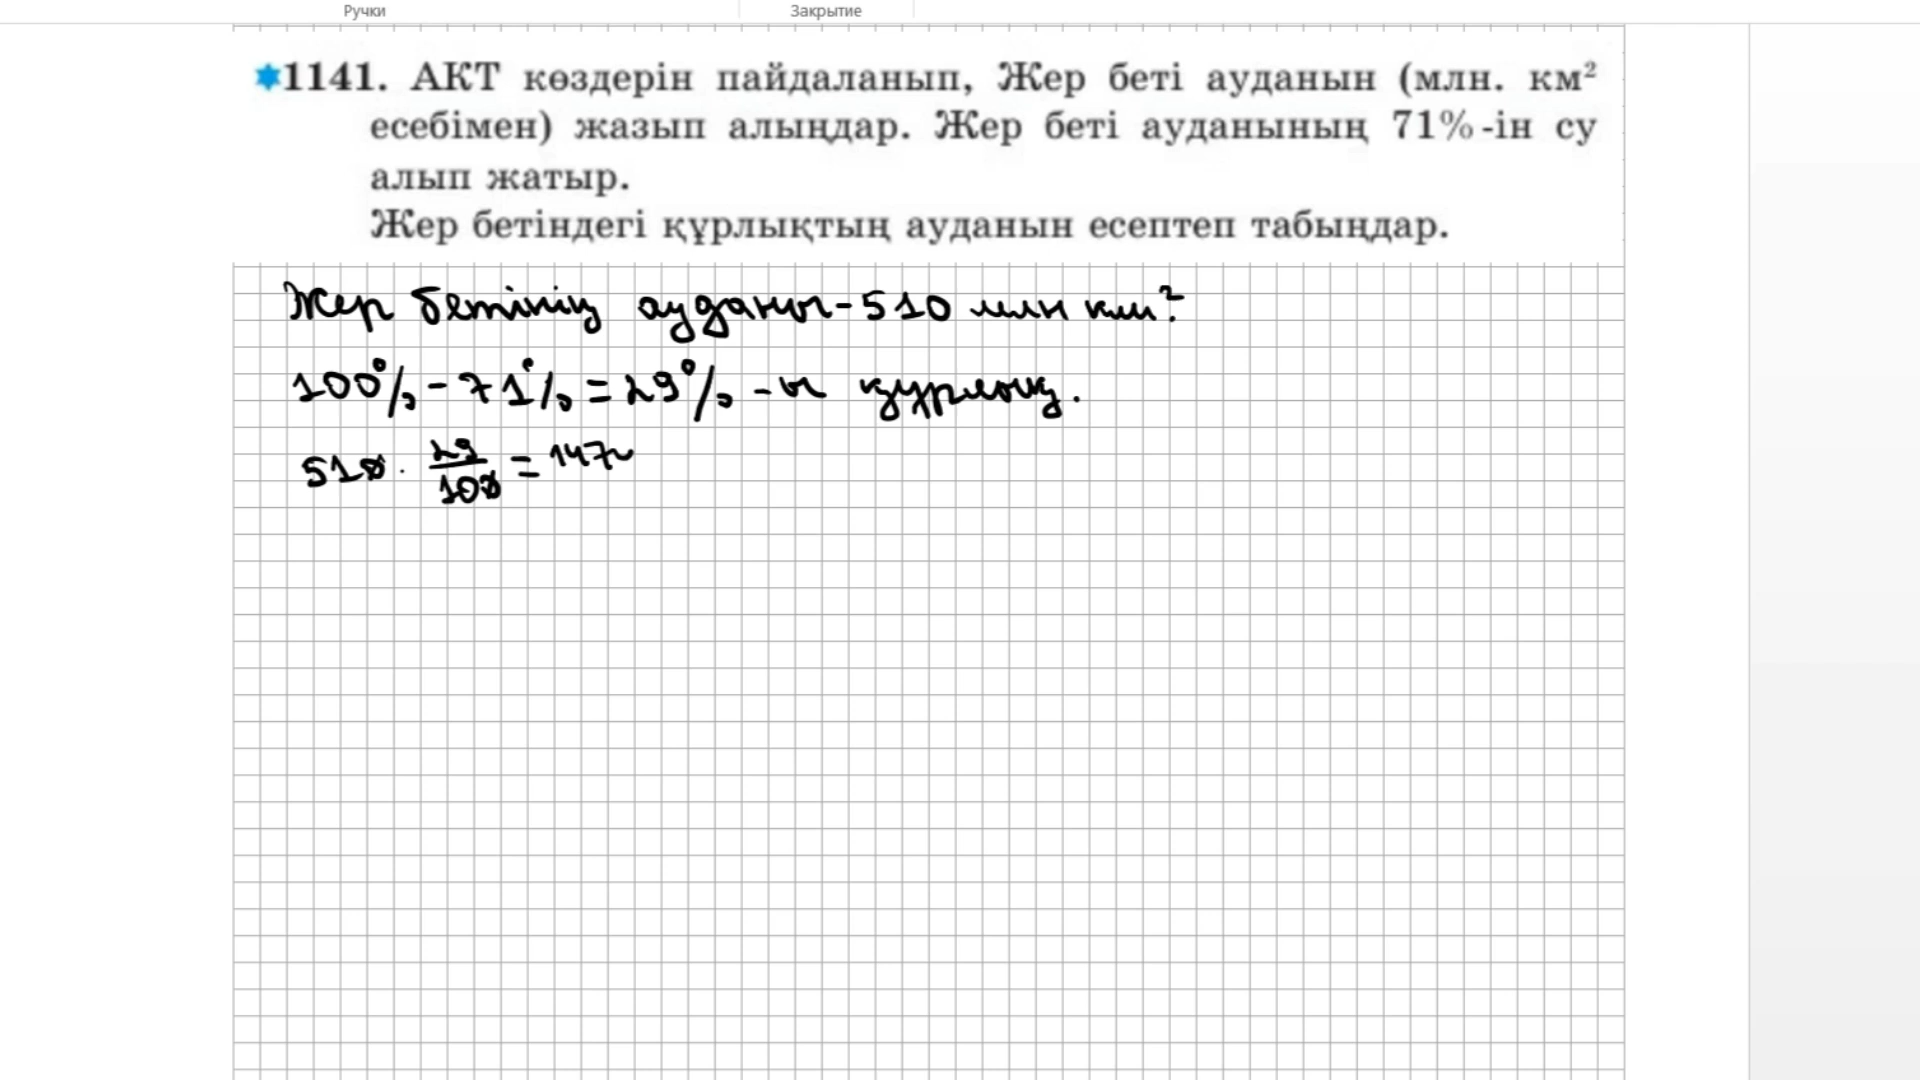 Ручки Закрытие
1141. АКТ көздерін пайдаланып, Жер беті ауданын (млн. км²
есебімен) жазып алыңдар. Жер беті ауданының 71%-ін су
алып жатыр.
Жер бетіндегі құрлықтың ауданын есептеп табыңдар.
Жер бетінің ауданы-510 млн км²
100%-71%=29%-ы құрлық.
510 · 29/100 = 147